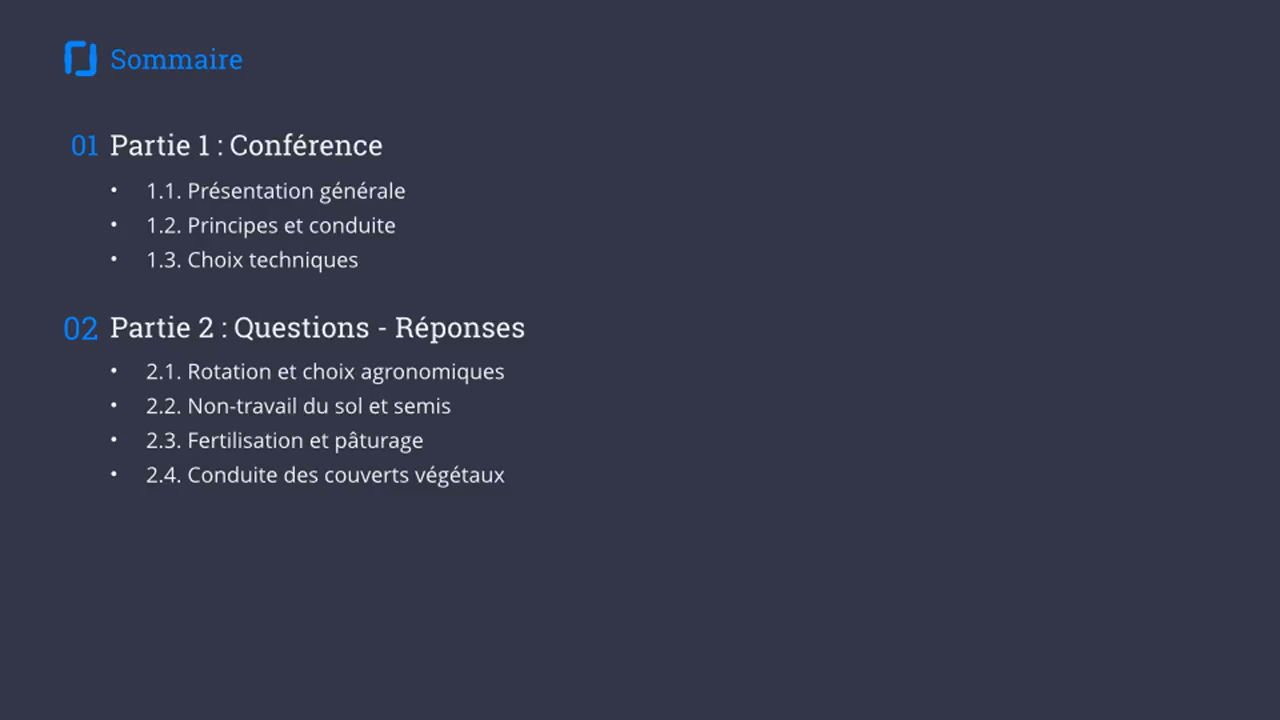 Sommaire
01 Partie 1 : Conférence
• 1.1. Présentation générale
• 1.2. Principes et conduite
• 1.3. Choix techniques
02 Partie 2 : Questions - Réponses
• 2.1. Rotation et choix agronomiques
• 2.2. Non-travail du sol et semis
• 2.3. Fertilisation et pâturage
• 2.4. Conduite des couverts végétaux